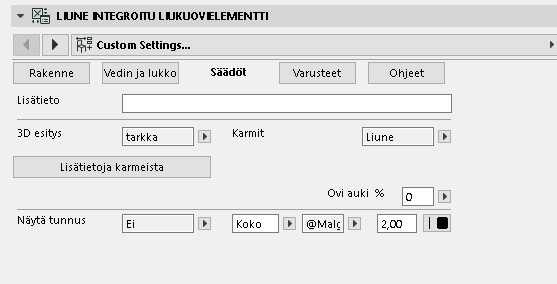 LIUNE INTEGROITU LIUKUOVIELEMENTTI
Custom Settings...
Rakenne Vedin ja lukko Säädöt Varusteet Ohjeet
Lisätieto
3D esitys tarkka Karmit Liune
Lisätietoja karmeista
Ovi auki % 0
Näytä tunnus Ei Koko @Malg 2,00